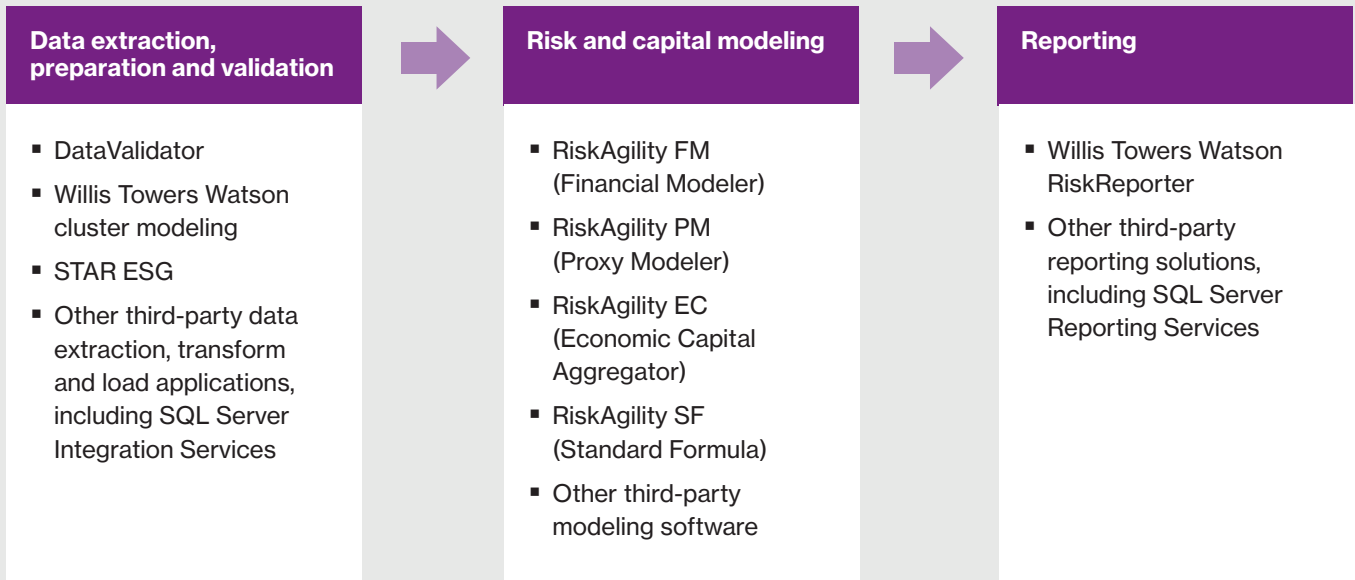 Data extraction,
preparation and validation
▪ DataValidator
▪ Willis Towers Watson
cluster modeling
▪ STAR ESG
▪ Other third-party data
extraction, transform
and load applications,
including SQL Server
Integration Services
Risk and capital modeling
▪ RiskAgility FM
(Financial Modeler)
▪ RiskAgility PM
(Proxy Modeler)
▪ RiskAgility EC
(Economic Capital
Aggregator)
▪ RiskAgility SF
(Standard Formula)
▪ Other third-party
modeling software
Reporting
▪ Willis Towers Watson
RiskReporter
▪ Other third-party
reporting solutions,
including SQL Server
Reporting Services